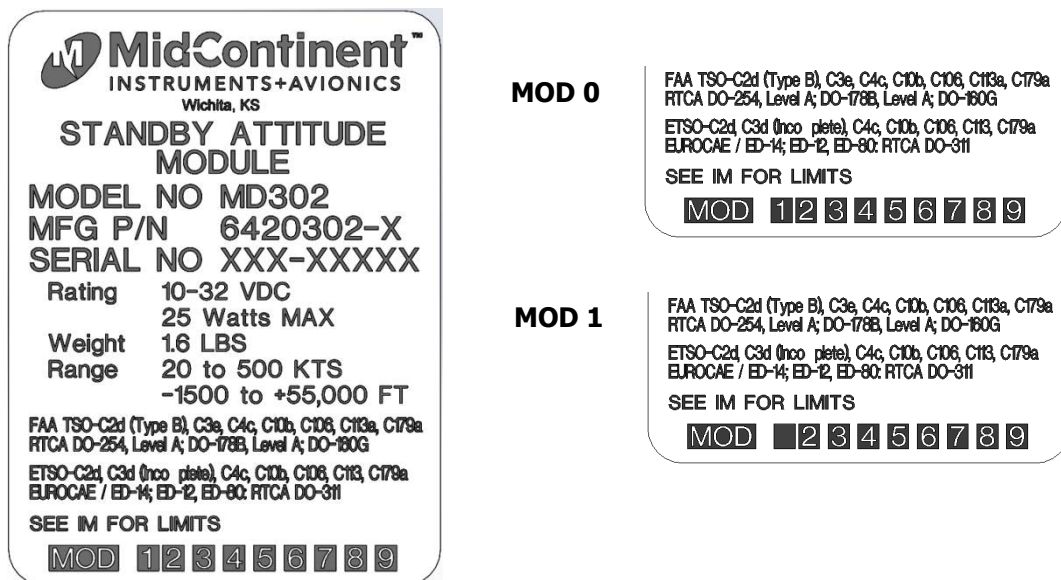 MidContinent™
INSTRUMENTS+AVIONICS
Wichita, KS
STANDBY ATTITUDE
MODULE
MODEL NO MD302
MFG P/N 6420302-X
SERIAL NO XXX-XXXXX
Rating 10-32 VDC
25 Watts MAX
Weight 1.6 LBS
Range 20 to 500 KTS
-1500 to +55,000 FT
FAA TSO-C2d (Type B), C3e, C4c, C10b, C106, C113a, C179a
RTCA DO-254, Level A; DO-178B, Level A; DO-160G
ETSO-C2d, C3d (Inco plete), C4c, C10b, C106, C113, C179a
EUROCAE / ED-14; ED-12, ED-80: RTCA DO-311
SEE IM FOR LIMITS
MOD 1 2 3 4 5 6 7 8 9
MOD 0
FAA TSO-C2d (Type B), C3e, C4c, C10b, C106, C113a, C179a
RTCA DO-254, Level A; DO-178B, Level A; DO-160G
ETSO-C2d, C3d (Inco plete), C4c, C10b, C106, C113, C179a
EUROCAE / ED-14; ED-12, ED-80: RTCA DO-311
SEE IM FOR LIMITS
MOD 1 2 3 4 5 6 7 8 9
MOD 1
FAA TSO-C2d (Type B), C3e, C4c, C10b, C106, C113a, C179a
RTCA DO-254, Level A; DO-178B, Level A; DO-160G
ETSO-C2d, C3d (Inco plete), C4c, C10b, C106, C113, C179a
EUROCAE / ED-14; ED-12, ED-80: RTCA DO-311
SEE IM FOR LIMITS
MOD 2 3 4 5 6 7 8 9